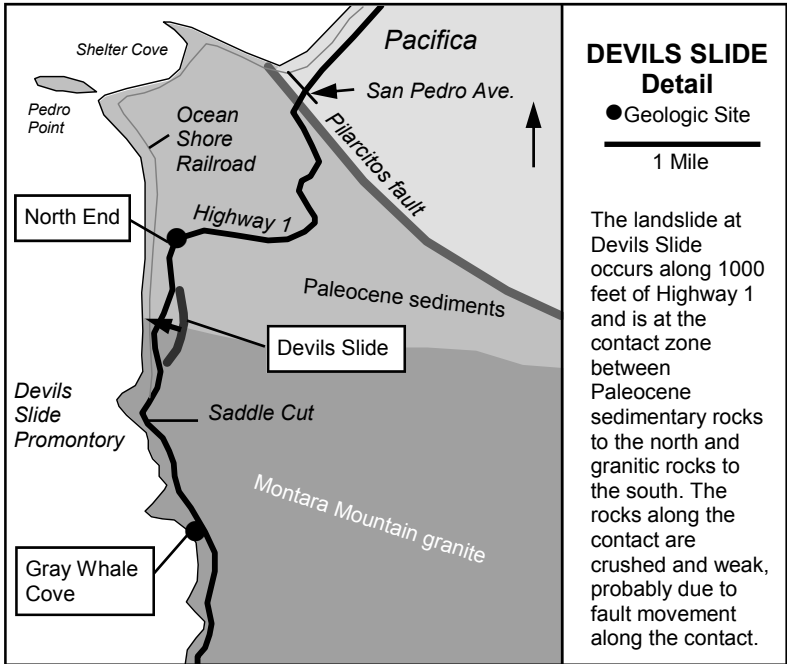 Shelter Cove
Pacifica
Pedro
Point
San Pedro Ave.
Ocean
Shore
Railroad
Pilarcitos fault
North End
Highway 1
Paleocene sediments
Devils Slide
Devils
Slide
Promontory
Saddle Cut
Montara Mountain granite
Gray Whale
Cove
DEVILS SLIDE
Detail
Geologic Site
1 Mile
The landslide at
Devils Slide
occurs along 1000
feet of Highway 1
and is at the
contact zone
between
Paleocene
sedimentary rocks
to the north and
granitic rocks to
the south. The
rocks along the
contact are
crushed and weak,
probably due to
fault movement
along the contact.